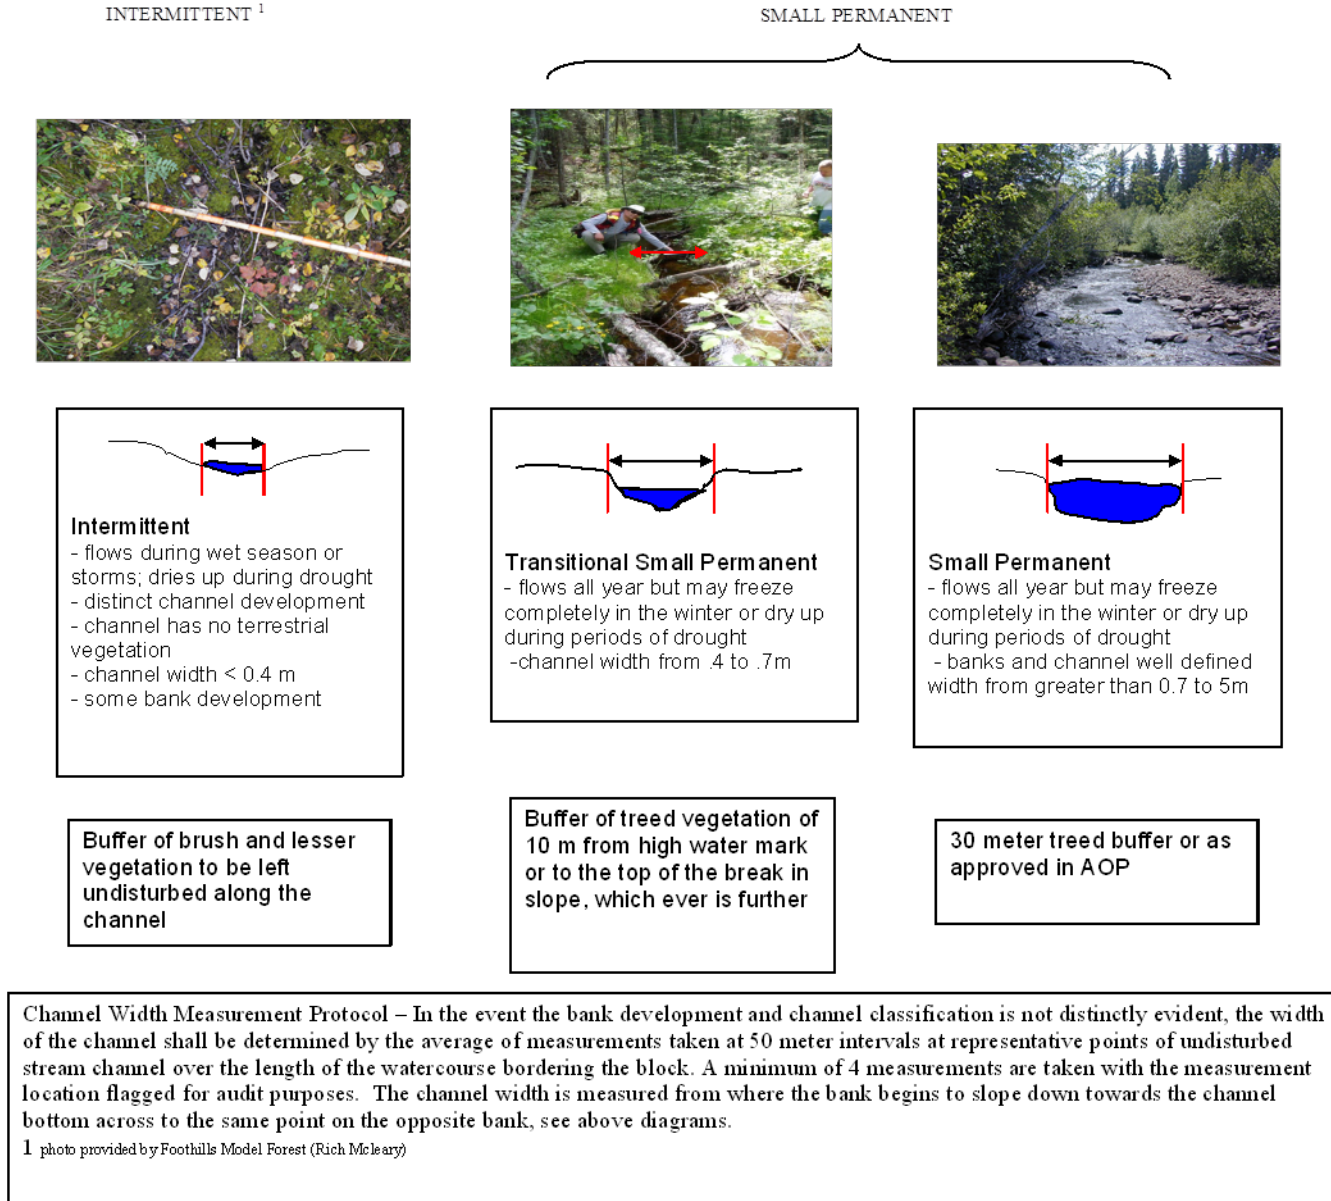 INTERMITTENT 1
SMALL PERMANENT
Intermittent
- flows during wet season or
storms; dries up during drought
- distinct channel development
- channel has no terrestrial
vegetation
- channel width < 0.4 m
- some bank development
Transitional Small Permanent
- flows all year but may freeze
completely in the winter or dry up
during periods of drought
-channel width from .4 to .7m
Small Permanent
- flows all year but may freeze
completely in the winter or dry up
during periods of drought
- banks and channel well defined
width from greater than 0.7 to 5m
Buffer of brush and lesser
vegetation to be left
undisturbed along the
channel
Buffer of treed vegetation of
10 m from high water mark
or to the top of the break in
slope, which ever is further
30 meter treed buffer or as
approved in AOP
Channel Width Measurement Protocol – In the event the bank development and channel classification is not distinctly evident, the width
of the channel shall be determined by the average of measurements taken at 50 meter intervals at representative points of undisturbed
stream channel over the length of the watercourse bordering the block. A minimum of 4 measurements are taken with the measurement
location flagged for audit purposes. The channel width is measured from where the bank begins to slope down towards the channel
bottom across to the same point on the opposite bank, see above diagrams.
1 photo provided by Foothills Model Forest (Rich Mcleary)